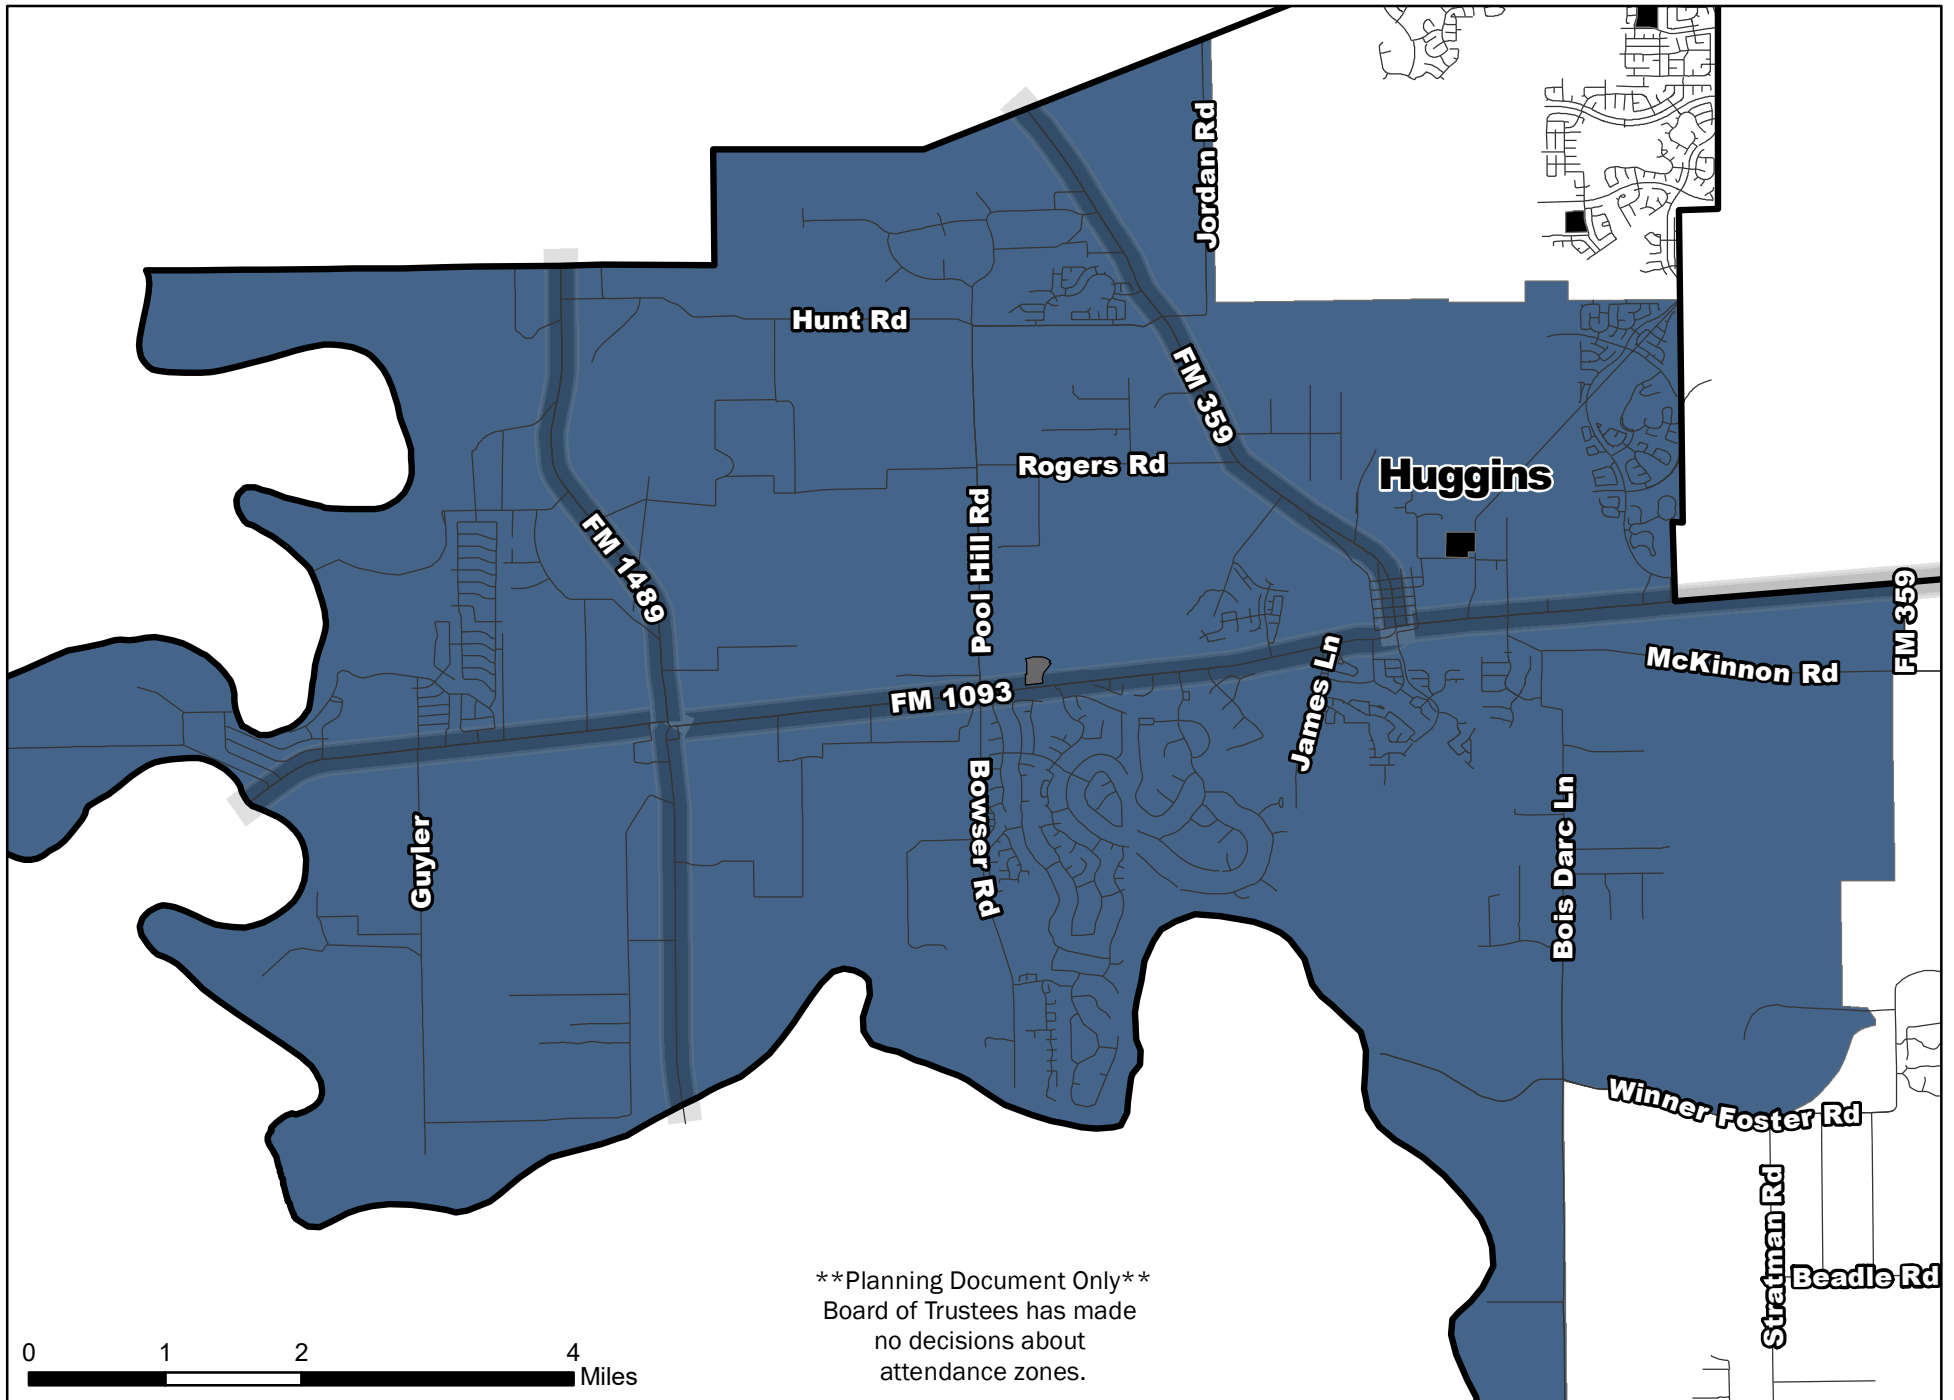 Jordan Rd
Hunt Rd
FM 359
Rogers Rd
Huggins
Pool Hill Rd
FM 1489
FM 359
James Ln
McKinnon Rd
FM 1093
Bowser Rd
Guyler
Bois Darc Ln
Winner Foster Rd
Stratman Rd
Beadle Rd
**Planning Document Only**
Board of Trustees has made
no decisions about
attendance zones.
0 1 2 4
Miles